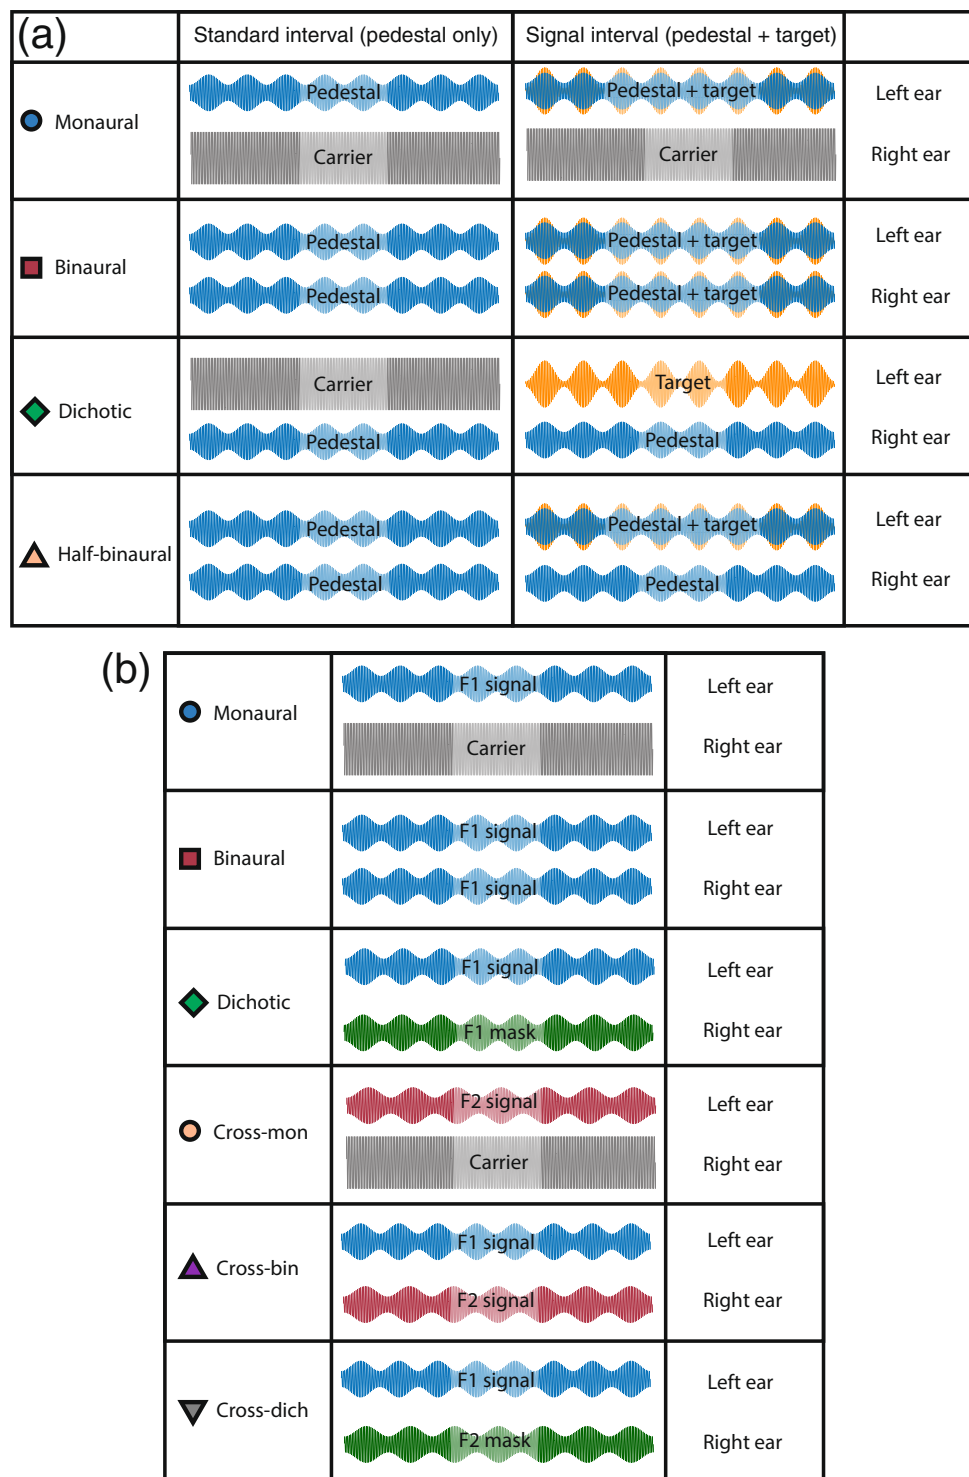 (a)
Standard interval (pedestal only)
Signal interval (pedestal + target)
Monaural
Pedestal
Carrier
Pedestal + target
Carrier
Left ear
Right ear
Binaural
Pedestal
Pedestal
Pedestal + target
Pedestal + target
Left ear
Right ear
Dichotic
Carrier
Pedestal
Target
Pedestal
Left ear
Right ear
Half-binaural
Pedestal
Pedestal
Pedestal + target
Pedestal
Left ear
Right ear
(b)
Monaural
F1 signal
Carrier
Left ear
Right ear
Binaural
F1 signal
F1 signal
Left ear
Right ear
Dichotic
F1 signal
F1 mask
Left ear
Right ear
Cross-mon
F2 signal
Carrier
Left ear
Right ear
Cross-bin
F1 signal
F2 signal
Left ear
Right ear
Cross-dich
F1 signal
F2 mask
Left ear
Right ear